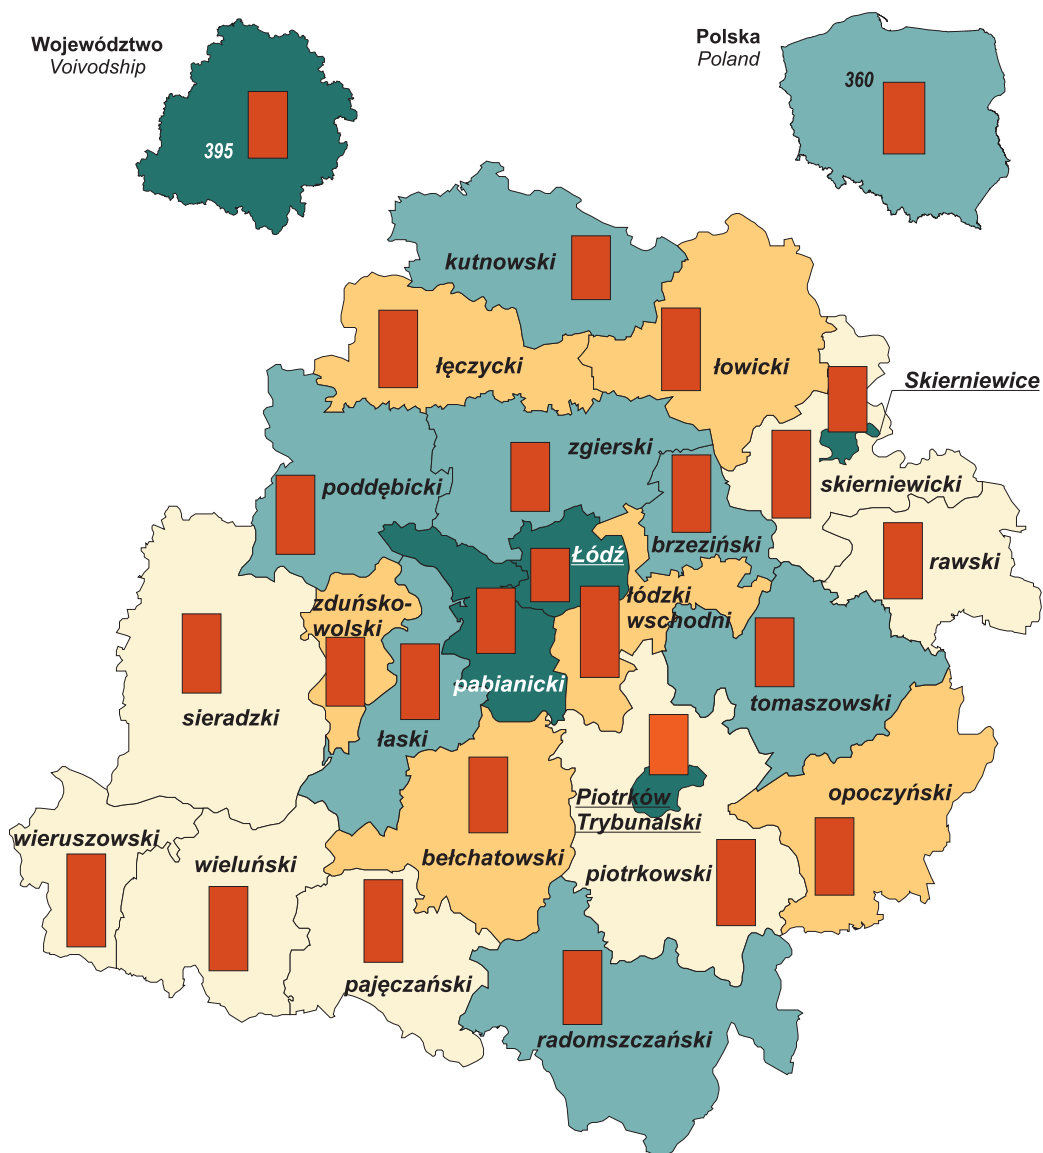 Województwo
Voivodship
395
Polska
Poland
360
kutnowski
łęczycki
łowicki
Skierniewice
zgierski
poddębicki
skierniewicki
brzeziński
Łódź
rawski
zduńsko-
wolski
łódzki
wschodni
pabianicki
sieradzki
łaski
tomaszowski
opoczyński
Piotrków
Trybunalski
wieruszowski
wieluński
bełchatowski
piotrkowski
pajęczański
radomszczański